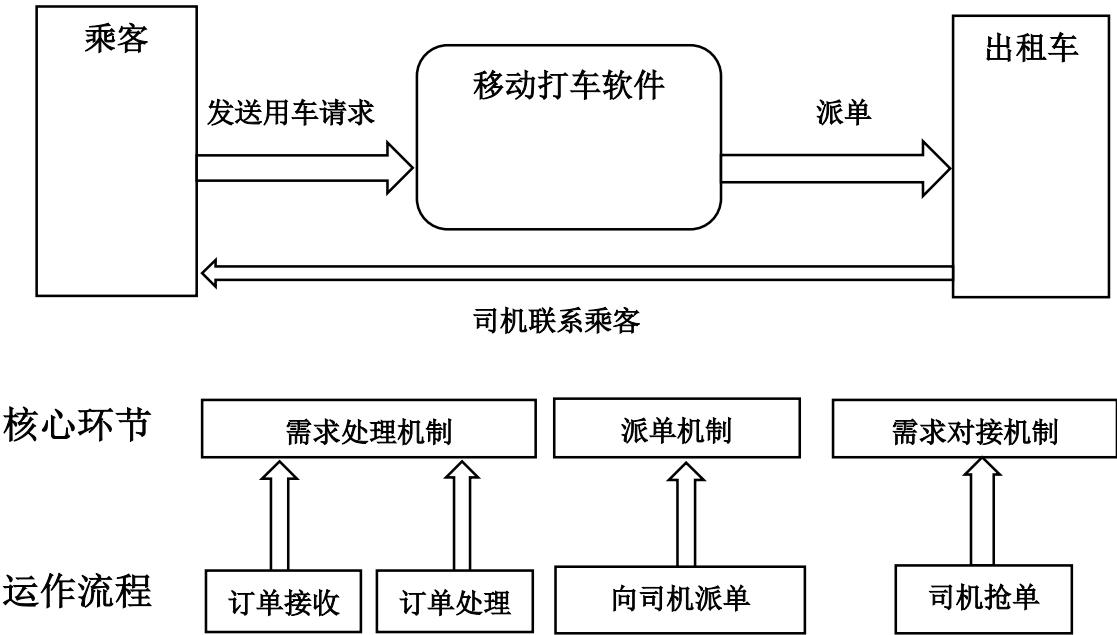 乘客
出租车
移动打车软件
发送用车请求
派单
司机联系乘客
核心环节
需求处理机制
派单机制
需求对接机制
运作流程
订单接收
订单处理
向司机派单
司机抢单